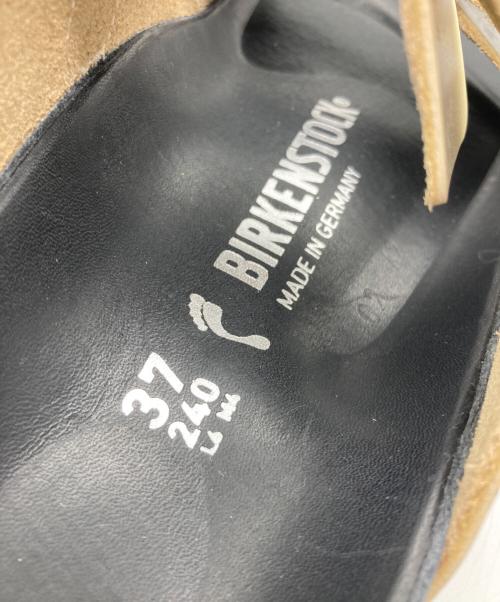 BIRKENSTOCK®
MADE IN GERMANY
37
240
L6 M4